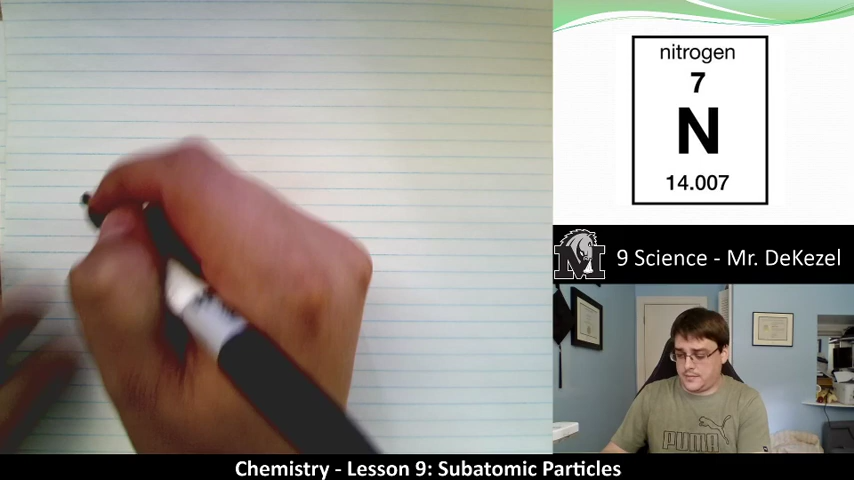 nitrogen
7
N
14.007
M
9 Science - Mr. DeKezel
PUMA
Chemistry - Lesson 9: Subatomic Particles